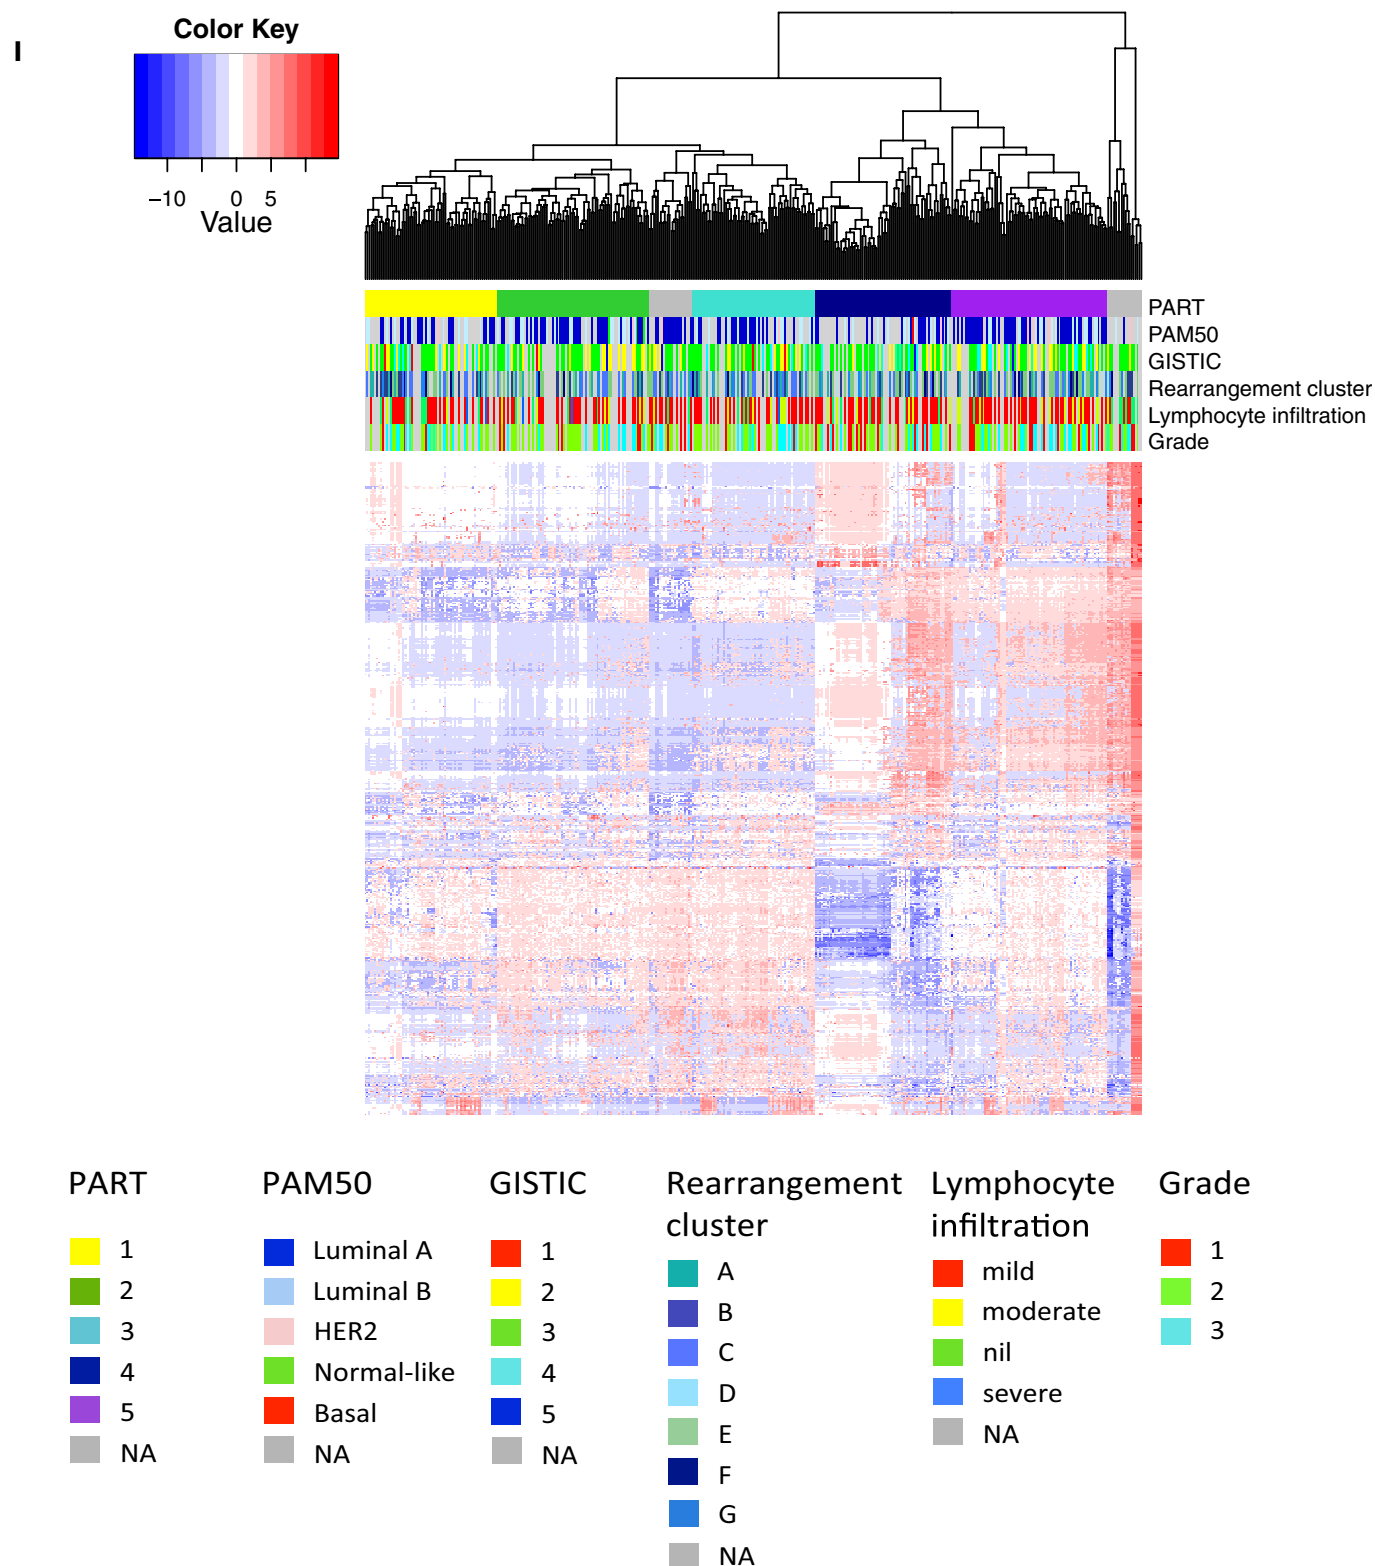 I
Color Key
−10 0 5
Value
PART
PAM50
GISTIC
Rearrangement cluster
Lymphocyte infiltration
Grade
PART
1
2
3
4
5
NA
PAM50
Luminal A
Luminal B
HER2
Normal-like
Basal
NA
GISTIC
1
2
3
4
5
NA
Rearrangement
cluster
A
B
C
D
E
F
G
NA
Lymphocyte
infiltration
mild
moderate
nil
severe
NA
Grade
1
2
3